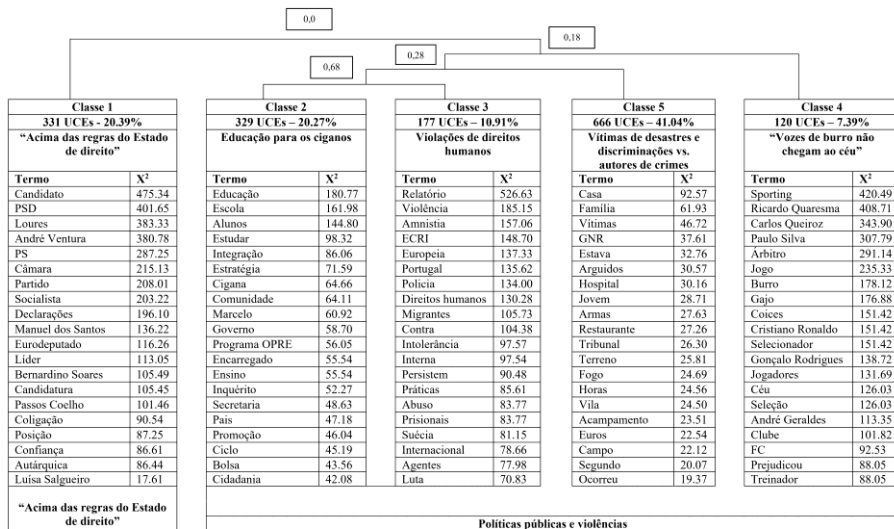 0,0
0,18
0,28
0,68
Classe 1
331 UCEs - 20.39%
“Acima das regras do Estado
de direito”
Termo X²
Candidato 475.34
PSD 401.65
Loures 383.33
André Ventura 380.78
PS 287.25
Câmara 215.13
Partido 208.01
Socialista 203.22
Declarações 196.10
Manuel dos Santos 136.22
Eurodeputado 116.26
Líder 113.05
Bernardino Soares 105.49
Candidatura 105.45
Passos Coelho 101.46
Coligação 90.54
Posição 87.25
Confiança 86.61
Autárquica 86.44
Luísa Salgueiro 17.61
“Acima das regras do Estado
de direito”
Classe 2
329 UCEs – 20.27%
Educação para os ciganos
Termo X²
Educação 180.77
Escola 161.98
Alunos 144.80
Estudar 98.32
Integração 86.06
Estratégia 71.59
Cigana 64.66
Comunidade 64.11
Marcelo 60.92
Governo 58.70
Programa OPRE 56.05
Encarregado 55.54
Ensino 55.54
Inquérito 52.27
Secretaria 48.63
Pais 47.18
Promoção 46.04
Ciclo 45.19
Bolsa 43.56
Cidadania 42.08
Classe 3
177 UCEs – 10.91%
Violações de direitos
humanos
Termo X²
Relatório 526.63
Violência 185.15
Amnistia 157.06
ECRI 148.70
Europeia 137.33
Portugal 135.62
Policia 134.00
Direitos humanos 130.28
Migrantes 105.73
Contra 104.38
Intolerância 97.57
Interna 97.54
Persistem 90.48
Práticas 85.61
Abuso 83.77
Prisionais 83.77
Suécia 81.15
Internacional 78.66
Agentes 77.98
Luta 70.83
Classe 5
666 UCEs – 41.04%
Vítimas de desastres e
discriminações vs.
autores de crimes
Termo X²
Casa 92.57
Família 61.93
Vítimas 46.72
GNR 37.61
Estava 32.76
Arguidos 30.57
Hospital 30.16
Jovem 28.71
Armas 27.63
Restaurante 27.26
Tribunal 26.30
Terreno 25.81
Fogo 24.69
Horas 24.56
Vila 24.50
Acampamento 23.51
Euros 22.54
Campo 22.12
Segundo 20.07
Ocorreu 19.37
Classe 4
120 UCEs – 7.39%
“Vozes de burro não
chegam ao céu”
Termo X²
Sporting 420.49
Ricardo Quaresma 408.71
Carlos Queiroz 343.90
Paulo Silva 307.79
Árbitro 291.14
Jogo 235.33
Burro 178.12
Gajo 176.88
Coices 151.42
Cristiano Ronaldo 151.42
Selecionador 151.42
Gonçalo Rodrigues 138.72
Jogadores 131.69
Céu 126.03
Seleção 126.03
André Geraldes 113.35
Clube 101.82
FC 92.53
Prejudicou 88.05
Treinador 88.05
Políticas públicas e violências